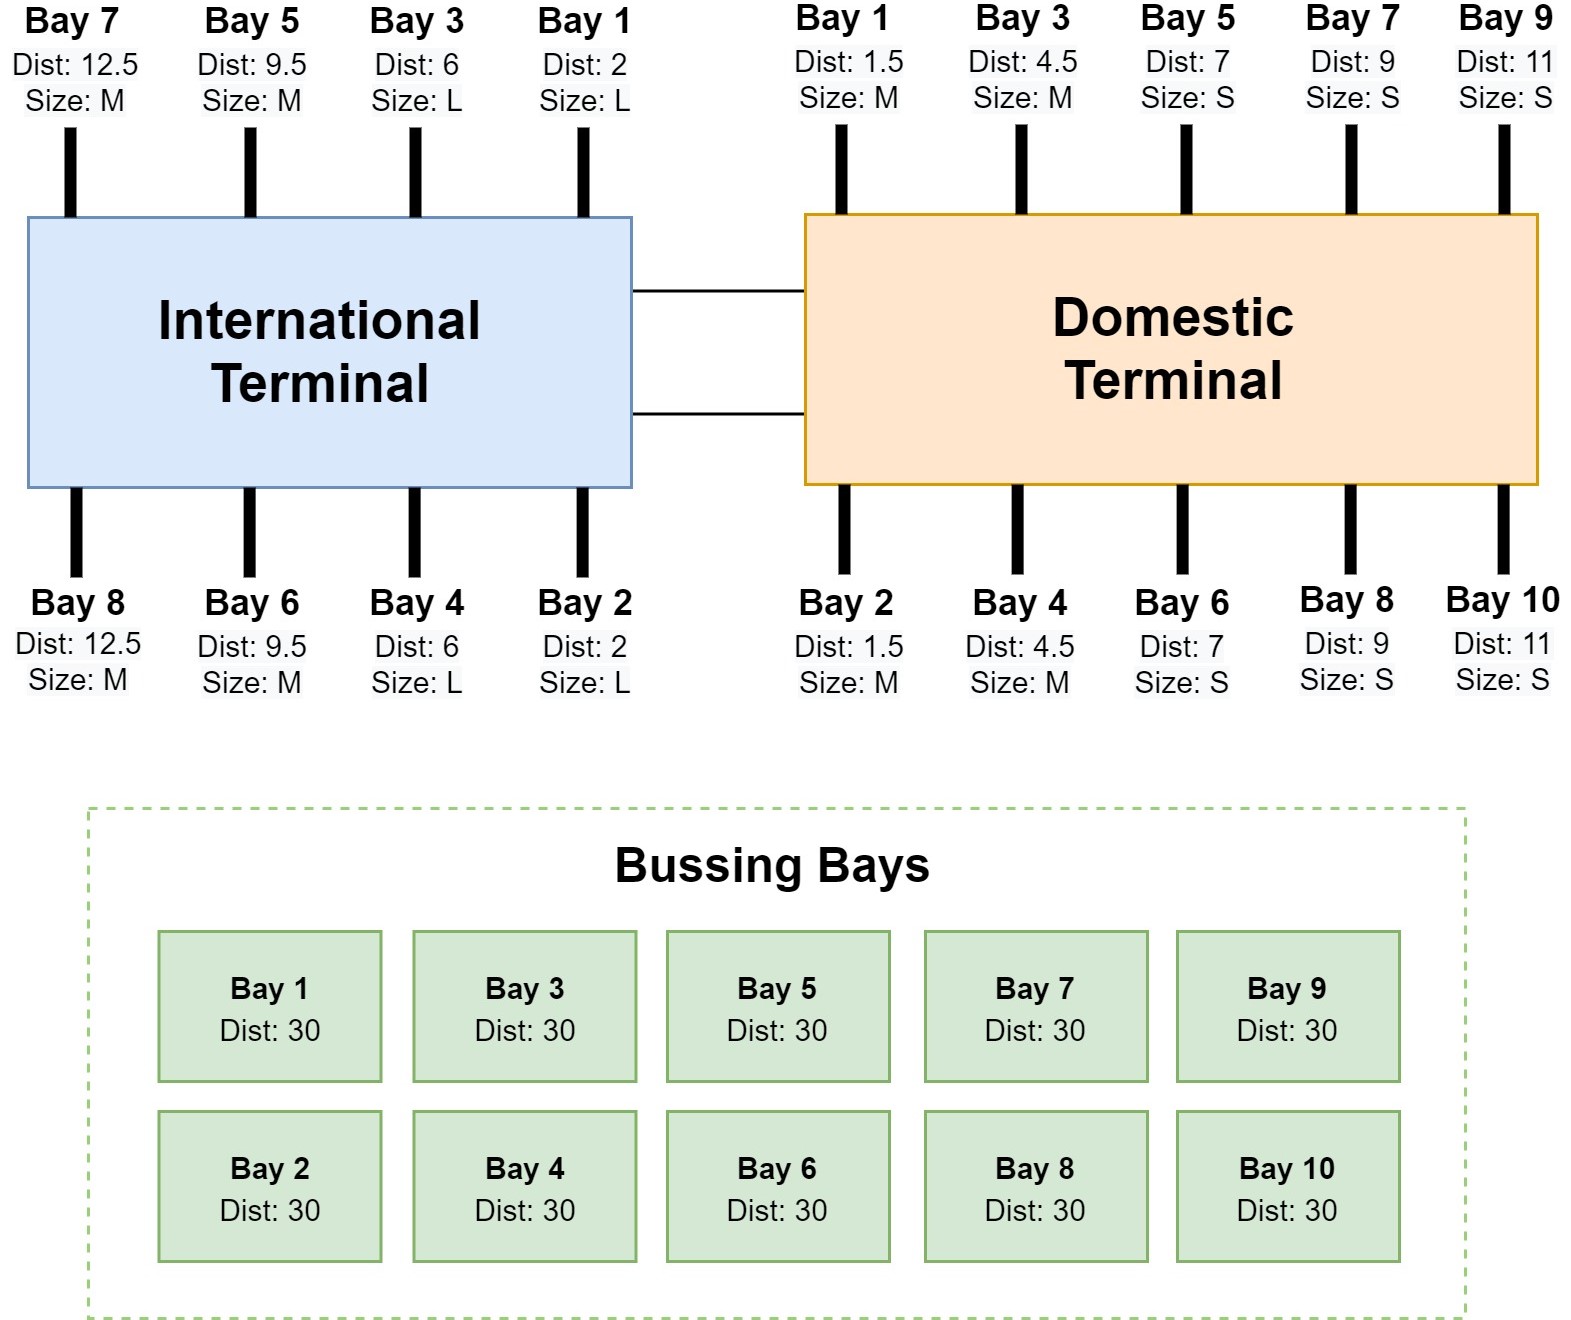 Bay 7
Dist: 12.5
Size: M
Bay 5
Dist: 9.5
Size: M
Bay 3
Dist: 6
Size: L
Bay 1
Dist: 2
Size: L
Bay 1
Dist: 1.5
Size: M
Bay 3
Dist: 4.5
Size: M
Bay 5
Dist: 7
Size: S
Bay 7
Dist: 9
Size: S
Bay 9
Dist: 11
Size: S
International
Terminal
Domestic
Terminal
Bay 8
Dist: 12.5
Size: M
Bay 6
Dist: 9.5
Size: M
Bay 4
Dist: 6
Size: L
Bay 2
Dist: 2
Size: L
Bay 2
Dist: 1.5
Size: M
Bay 4
Dist: 4.5
Size: M
Bay 6
Dist: 7
Size: S
Bay 8
Dist: 9
Size: S
Bay 10
Dist: 11
Size: S
Bussing Bays
Bay 1
Dist: 30
Bay 3
Dist: 30
Bay 5
Dist: 30
Bay 7
Dist: 30
Bay 9
Dist: 30
Bay 2
Dist: 30
Bay 4
Dist: 30
Bay 6
Dist: 30
Bay 8
Dist: 30
Bay 10
Dist: 30